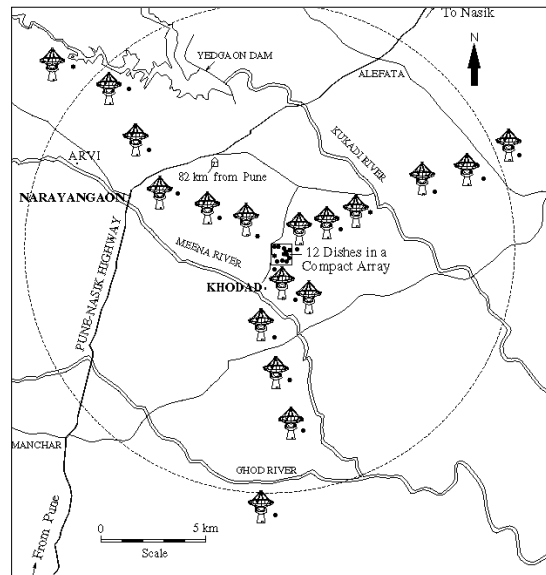 To Nasik
N
YEDGAON DAM
ALEFATA
KUKADI RIVER
ARVI
82 km from Pune
NARAYANGAON
MEENA RIVER
12 Dishes in a
Compact Array
KHODAD
PUNE-NASIK HIGHWAY
MANCHAR
GHOD RIVER
From Pune
0 5 km
Scale